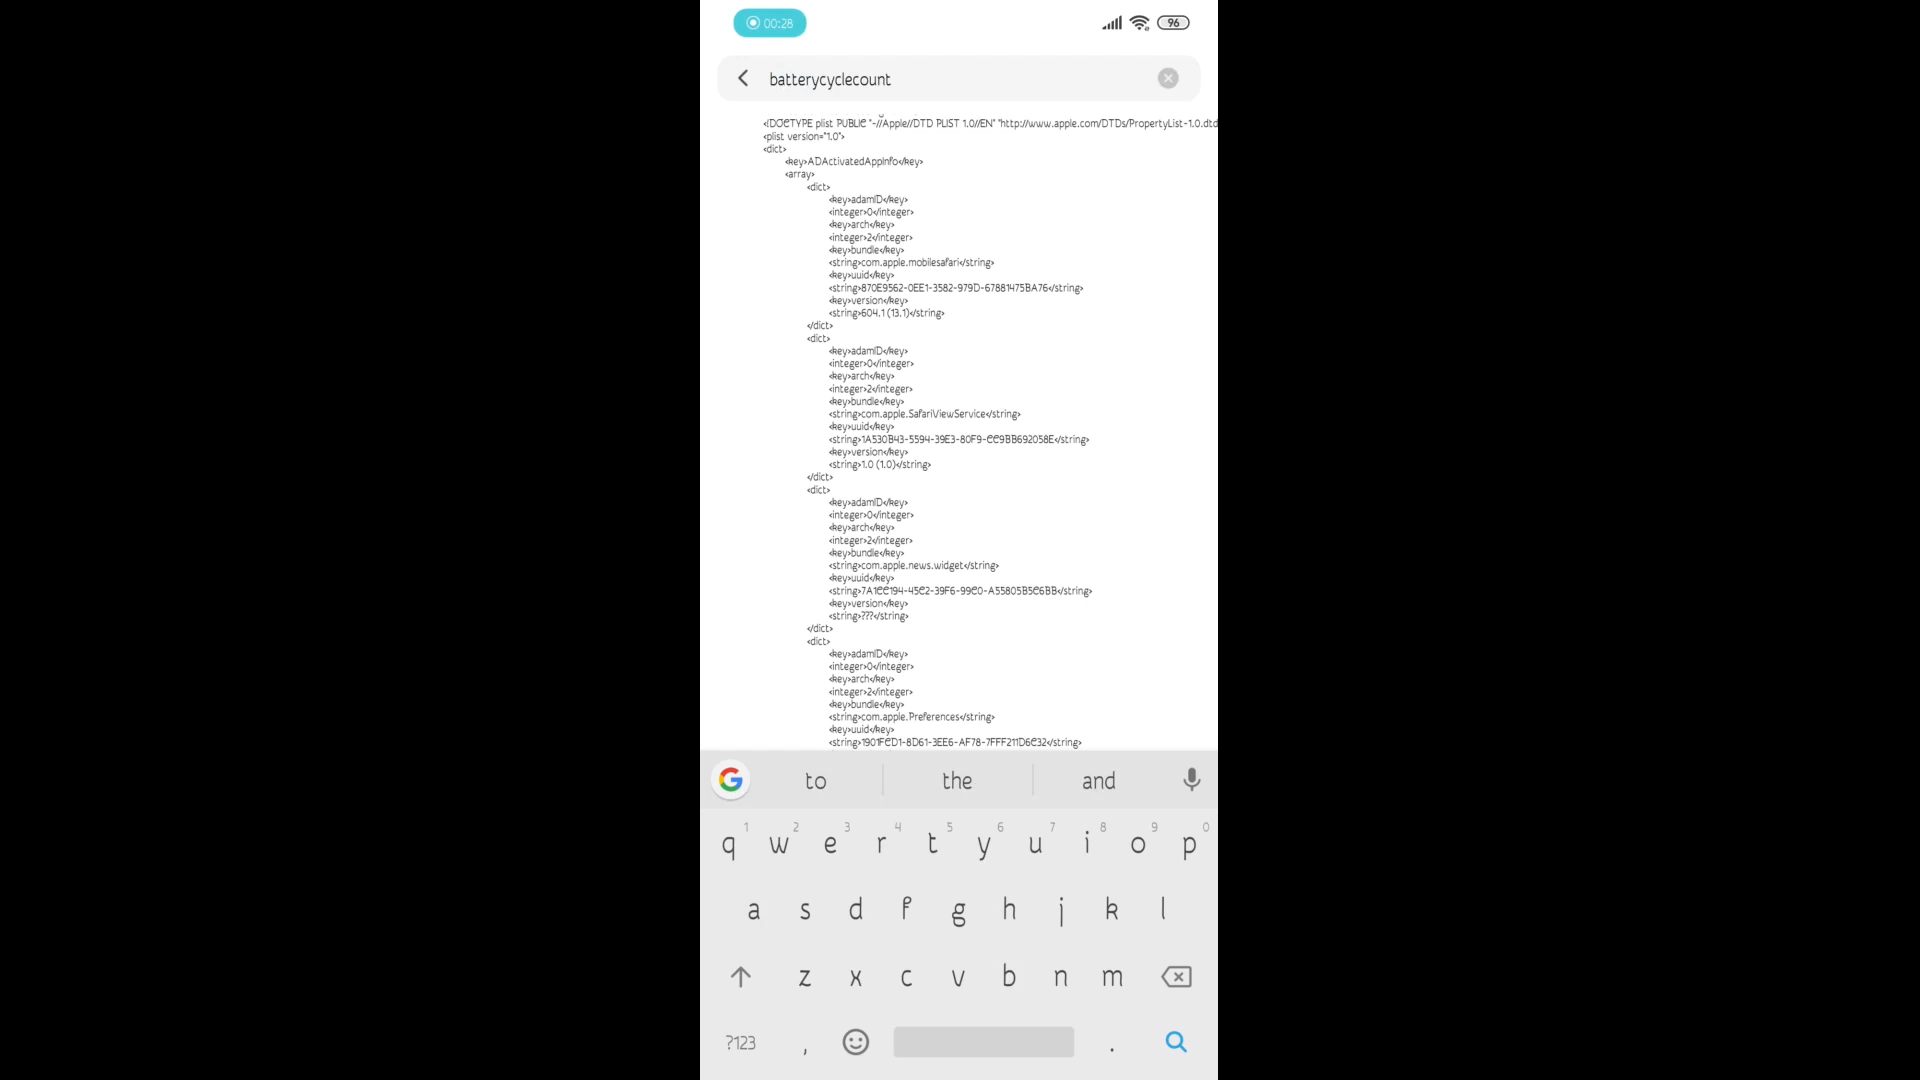 00:28
96
batterycyclecount
<!DOCTYPE plist PUBLIC "-//Apple//DTD PLIST 1.0//EN" "http://www.apple.com/DTDs/PropertyList-1.0.dtd
<plist version="1.0">
<dict>
<key>ADActivatedAppInfo</key>
<array>
<dict>
<key>adamID</key>
<integer>0</integer>
<key>arch</key>
<integer>2</integer>
<key>bundle</key>
<string>com.apple.mobilesafari</string>
<key>uuid</key>
<string>870E9562-0EE1-3582-979D-67881475BA76</string>
<key>version</key>
<string>604.1 (13.1)</string>
</dict>
<dict>
<key>adamID</key>
<integer>0</integer>
<key>arch</key>
<integer>2</integer>
<key>bundle</key>
<string>com.apple.SafariViewService</string>
<key>uuid</key>
<string>1A530B43-5594-39E3-80F9-CC9BB692058E</string>
<key>version</key>
<string>1.0 (1.0)</string>
</dict>
<dict>
<key>adamID</key>
<integer>0</integer>
<key>arch</key>
<integer>2</integer>
<key>bundle</key>
<string>com.apple.news.widget</string>
<key>uuid</key>
<string>7A1CC194-45C2-39F6-99C0-A55805B5C6BB</string>
<key>version</key>
<string>???</string>
</dict>
<dict>
<key>adamID</key>
<integer>0</integer>
<key>arch</key>
<integer>2</integer>
<key>bundle</key>
<string>com.apple.Preferences</string>
<key>uuid</key>
<string>1901FCD1-8D61-3EE6-AF78-7FFF211D6C32</string>
to the and
1 2 3 4 5 6 7 8 9 0
q w e r t y u i o p
a s d f g h j k l
z x c v b n m
?123 , .